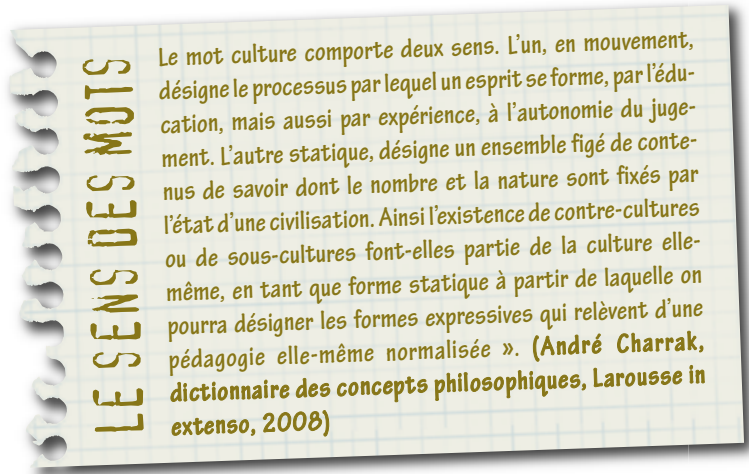 LE SENS DES MOTS
Le mot culture comporte deux sens. L'un, en mouvement,
désigne le processus par lequel un esprit se forme, par l'édu-
cation, mais aussi par expérience, à l'autonomie du juge-
ment. L'autre statique, désigne un ensemble figé de conte-
nus de savoir dont le nombre et la nature sont fixés par
l'état d'une civilisation. Ainsi l'existence de contre-cultures
ou de sous-cultures font-elles partie de la culture elle-
même, en tant que forme statique à partir de laquelle on
pourra désigner les formes expressives qui relèvent d'une
pédagogie elle-même normalisée ». (André Charrak,
dictionnaire des concepts philosophiques, Larousse in
extenso, 2008)